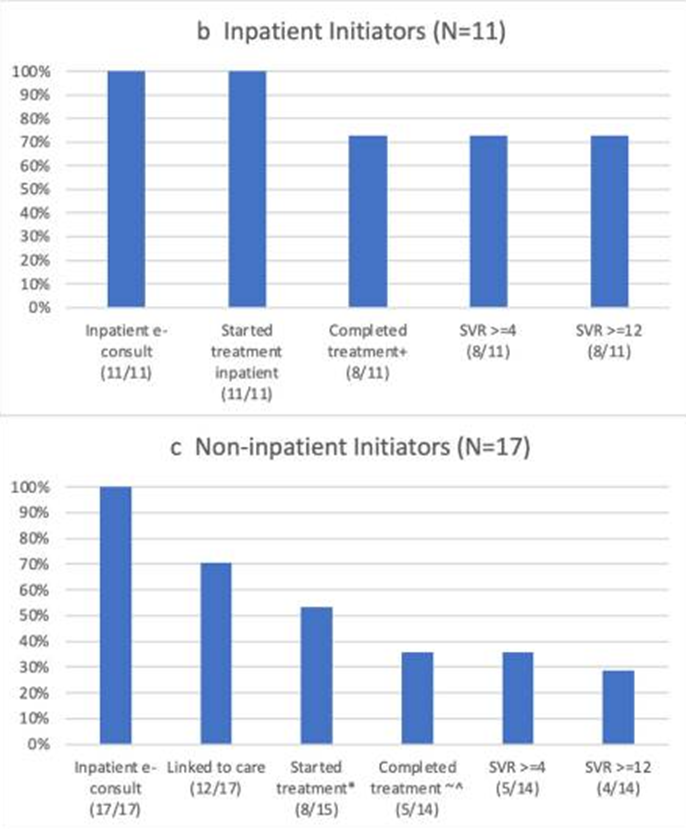 b Inpatient Initiators (N=11)
100%
90%
80%
70%
60%
50%
40%
30%
20%
10%
0%
Inpatient e-
consult
(11/11)
Started
treatment
inpatient
(11/11)
Completed
treatment+
(8/11)
SVR >=4
(8/11)
SVR >=12
(8/11)
c Non-inpatient Initiators (N=17)
100%
90%
80%
70%
60%
50%
40%
30%
20%
10%
0%
Inpatient e-
consult
(17/17)
Linked to care
(12/17)
Started
treatment*
(8/15)
Completed
treatment ~^
(5/14)
SVR >=4
(5/14)
SVR >=12
(4/14)